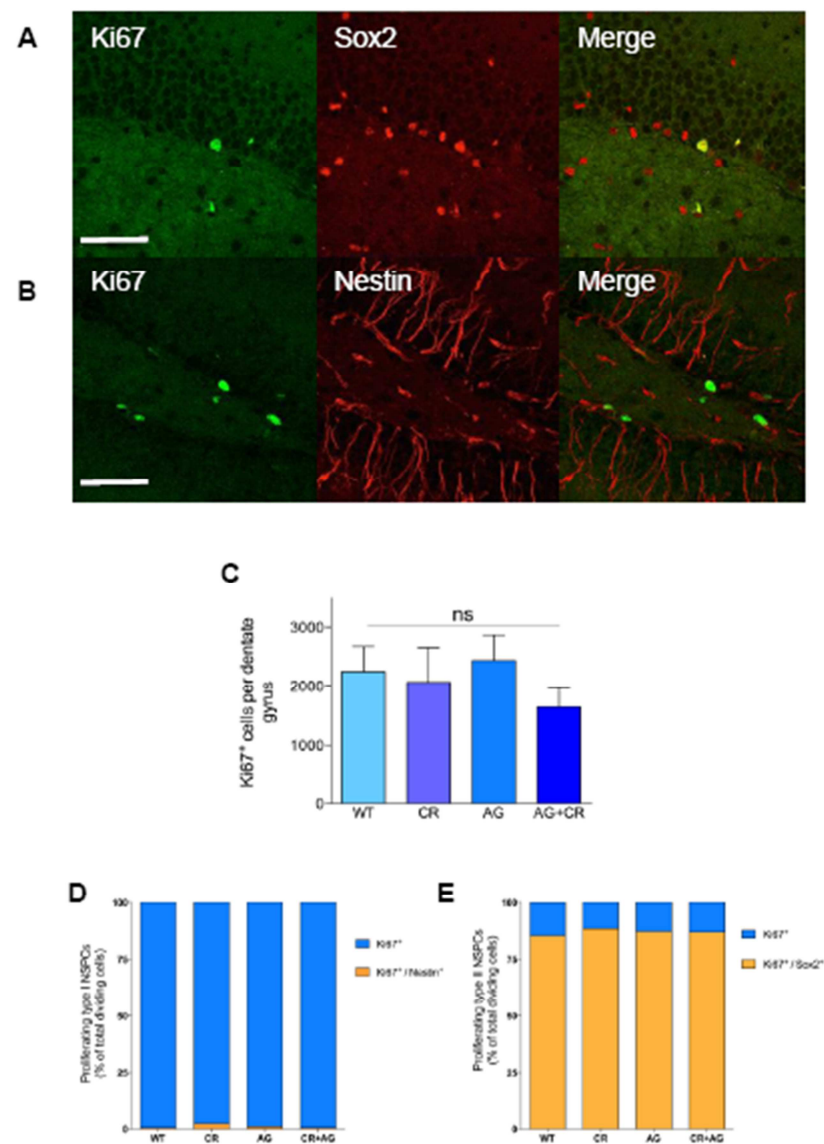 A
Ki67 Sox2 Merge
B
Ki67 Nestin Merge
C
ns
Ki67⁺ cells per dentate
gyrus
3000
2000
1000
0
WT CR AG AG+CR
D
Proliferating type I NSPCs
(% of total dividing cells)
100
75
50
25
0
WT CR AG CR+AG
Ki67⁺
Ki67⁺ / Nestin⁺
E
Proliferating type II NSPCs
(% of total dividing cells)
100
75
50
25
0
WT CR AG CR+AG
Ki67⁺
Ki67⁺ / Sox2⁺